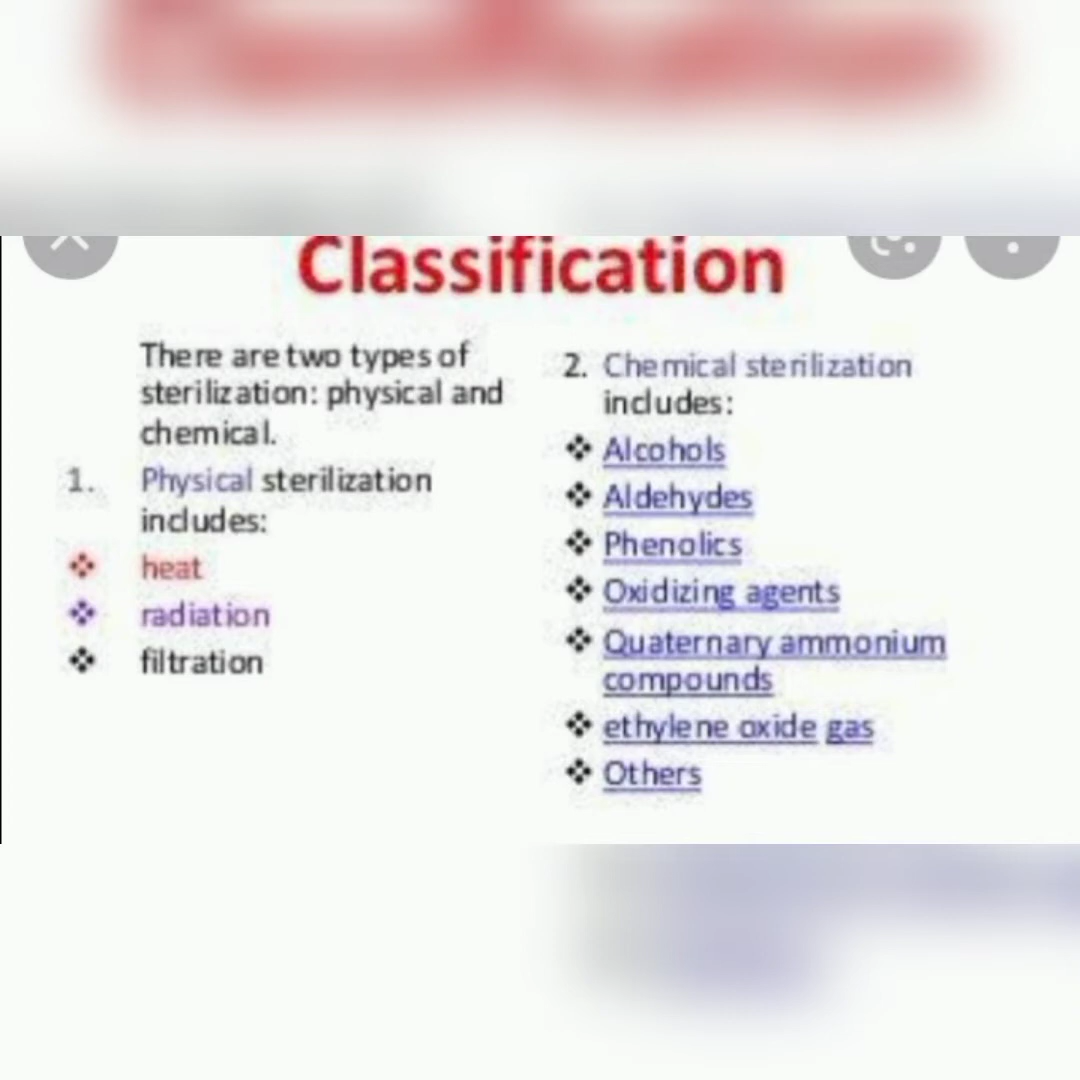 Classification
There are two types of
sterilization: physical and
chemical.
1. Physical sterilization
includes:
heat
radiation
filtration
2. Chemical sterilization
includes:
Alcohols
Aldehydes
Phenolics
Oxidizing agents
Quaternary ammonium
compounds
ethylene oxide gas
Others